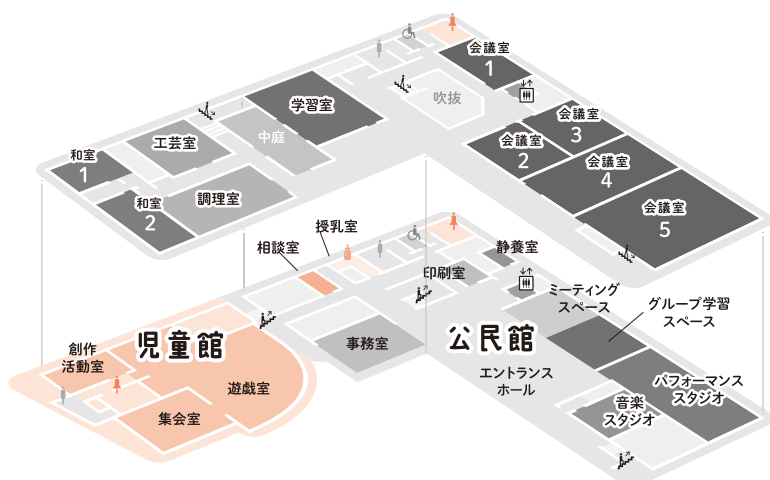 会議室
1
吹抜
会議室
3
会議室
2
会議室
4
会議室
5
学習室
中庭
工芸室
和室
1
調理室
和室
2
授乳室
相談室
静養室
印刷室
ミーティング
スペース
グループ学習
スペース
児童館
公民館
事務室
創作
活動室
遊戯室
集会室
エントランス
ホール
パフォーマンス
スタジオ
音楽
スタジオ